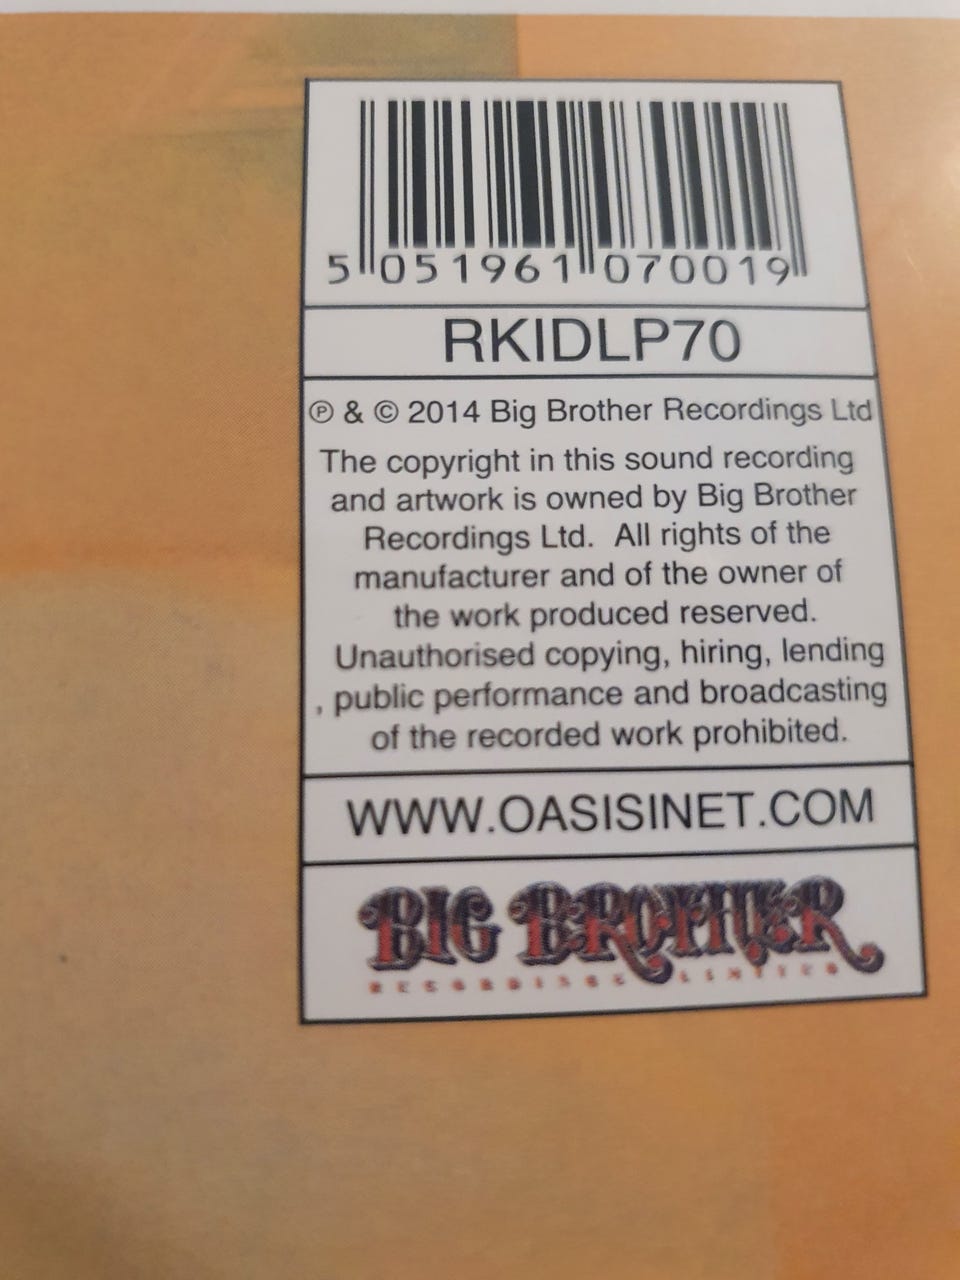 5 051961 070019
RKIDLP70
℗ & © 2014 Big Brother Recordings Ltd
The copyright in this sound recording
and artwork is owned by Big Brother
Recordings Ltd.  All rights of the
manufacturer and of the owner of
the work produced reserved.
Unauthorised copying, hiring, lending
, public performance and broadcasting
of the recorded work prohibited.
WWW.OASISINET.COM
BIG BROTHER
RECORDINGS LIMITED